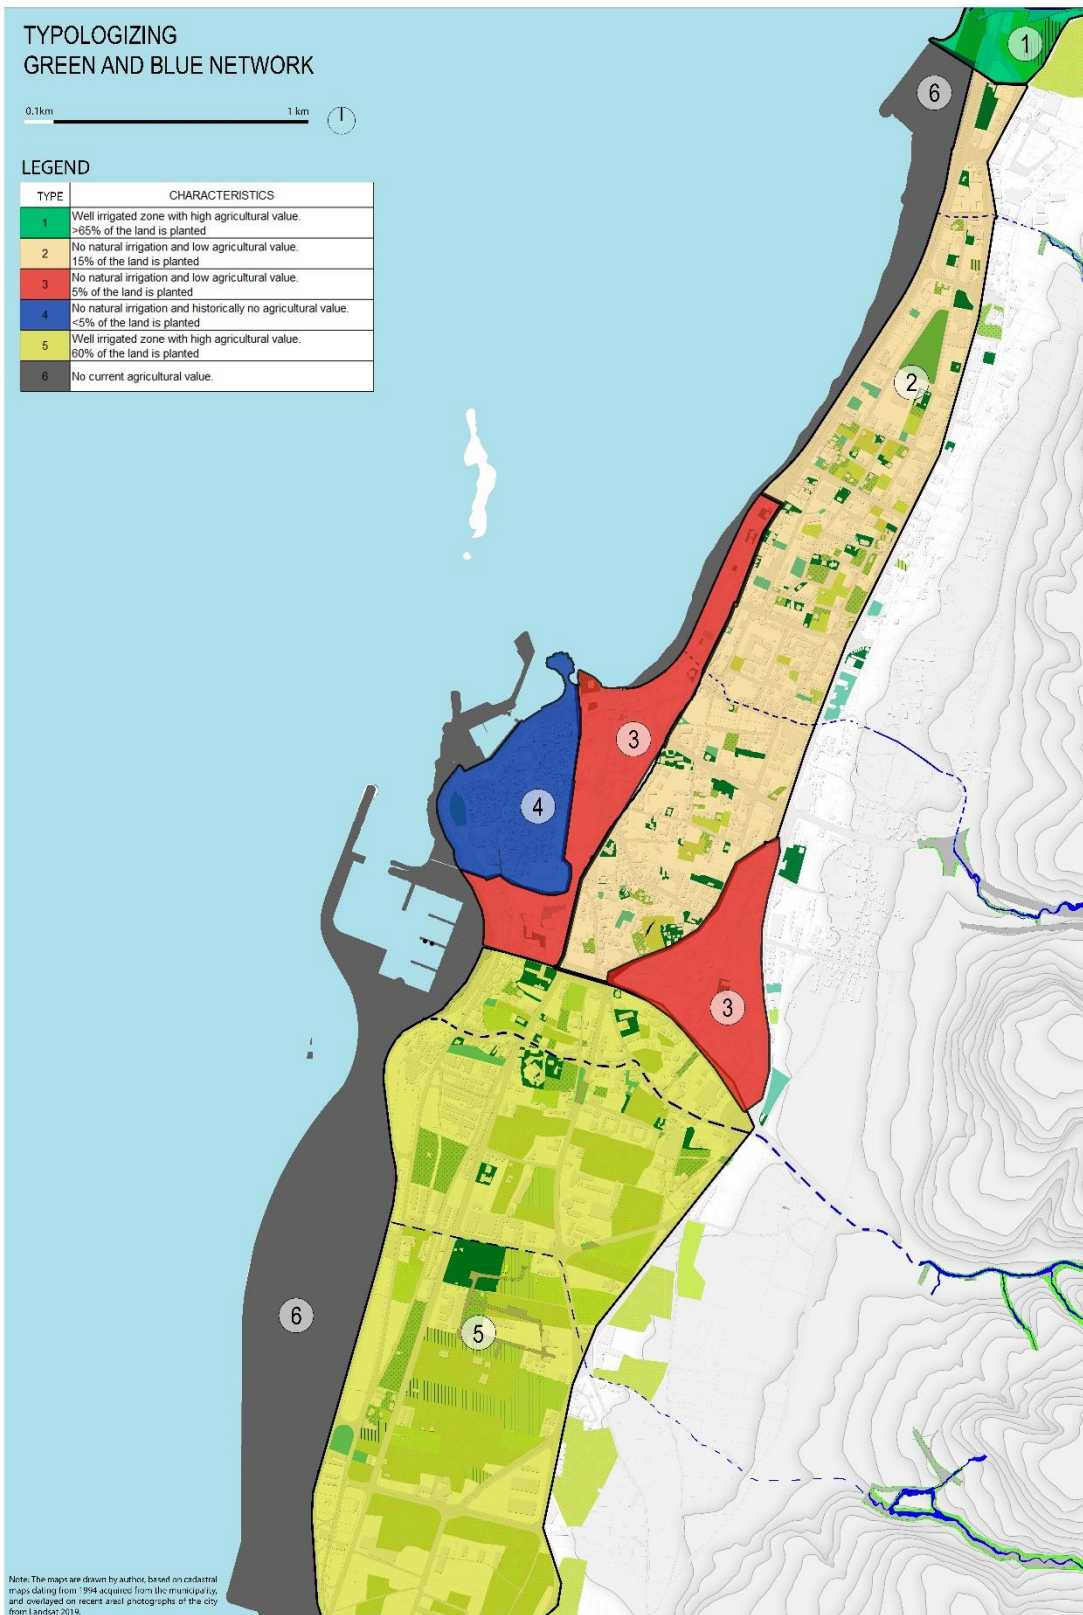 TYPOLOGIZING
GREEN AND BLUE NETWORK
0.1km 1 km
LEGEND
TYPE CHARACTERISTICS
1 Well irrigated zone with high agricultural value.
>65% of the land is planted
2 No natural irrigation and low agricultural value.
15% of the land is planted
3 No natural irrigation and low agricultural value.
5% of the land is planted
4 No natural irrigation and historically no agricultural value.
<5% of the land is planted
5 Well irrigated zone with high agricultural value.
60% of the land is planted
6 No current agricultural value.
1
6
2
3
4
3
6
5
Note: The maps are drawn by author, based on cadastral
maps dating from 1994 acquired from the municipality,
and overlayed on recent areal photographs of the city
from Landsat 2019.